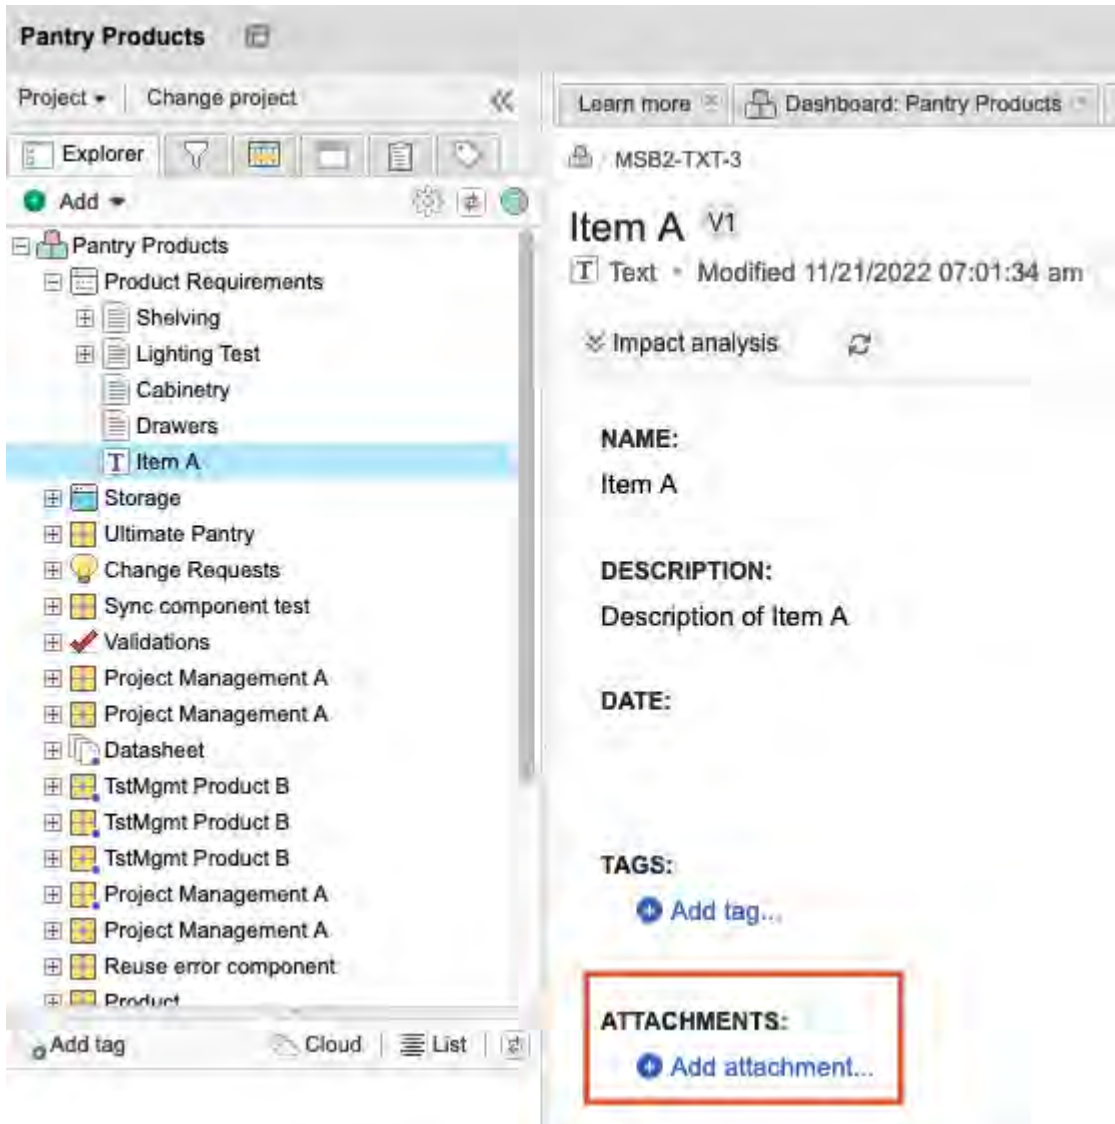 Pantry Products
Project
Change project
Learn more
Dashboard: Pantry Products
Explorer
MSB2-TXT-3
Add
Item A V1
Text • Modified 11/21/2022 07:01:34 am
Impact analysis
Pantry Products
Product Requirements
Shelving
Lighting Test
Cabinetry
Drawers
T Item A
Storage
Ultimate Pantry
Change Requests
Sync component test
Validations
Project Management A
Project Management A
Datasheet
TstMgmt Product B
TstMgmt Product B
TstMgmt Product B
Project Management A
Project Management A
Reuse error component
Product
Add tag
Cloud
List
NAME:
Item A
DESCRIPTION:
Description of Item A
DATE:
TAGS:
Add tag...
ATTACHMENTS:
Add attachment...